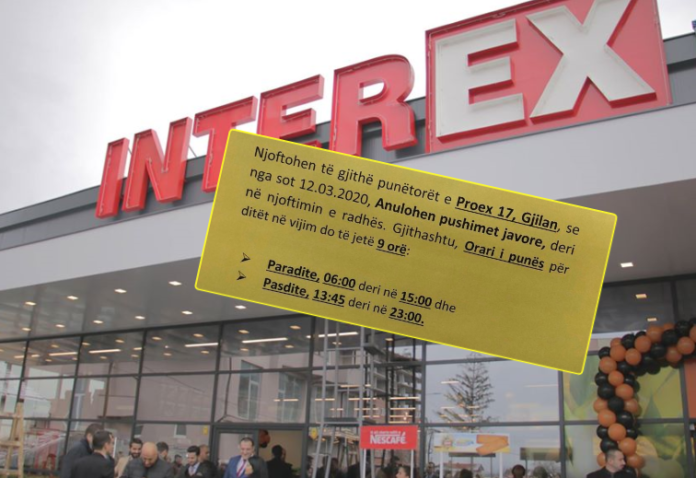 INTEREX
Njoftohen të gjithë punëtorët e Proex 17, Gjilan, se
nga sot 12.03.2020, Anulohen pushimet javore, deri
në njoftimin e radhës. Gjithashtu, Orari i punës për
ditët në vijim do të jetë 9 orë:
➢ Paradite, 06:00 deri në 15:00 dhe
➢ Pasdite, 13:45 deri në 23:00.
NESCAFÉ